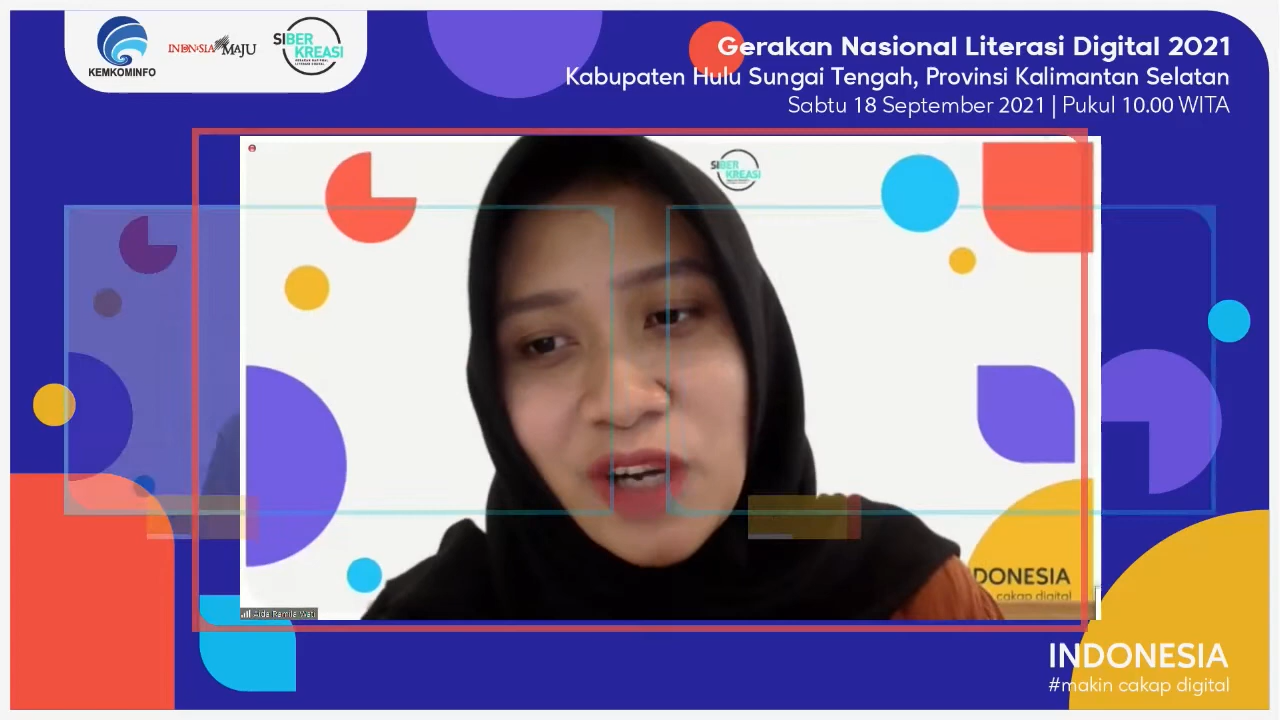 KEMKOMINFO
INDONESIA MAJU
SIBER KREASI
Gerakan Nasional Literasi Digital 2021
Kabupaten Hulu Sungai Tengah, Provinsi Kalimantan Selatan
Sabtu 18 September 2021 | Pukul 10.00 WITA
SIBER KREASI
DONESIA
cakap digital
Aida Ramila Wati
INDONESIA
#makin cakap digital